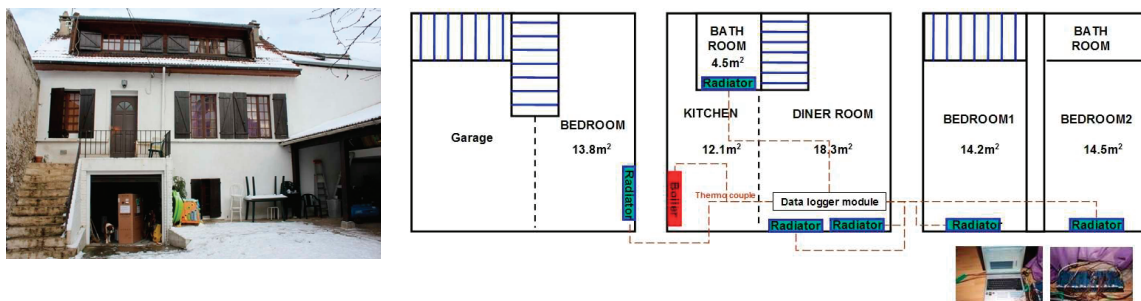 Garage
BEDROOM
13.8m²
Radiator
BATH
ROOM
4.5m²
Radiator
KITCHEN
12.1m²
DINER ROOM
18.3m²
Boiler
Thermo couple
Data logger module
Radiator
Radiator
BEDROOM1
14.2m²
Radiator
BATH
ROOM
BEDROOM2
14.5m²
Radiator